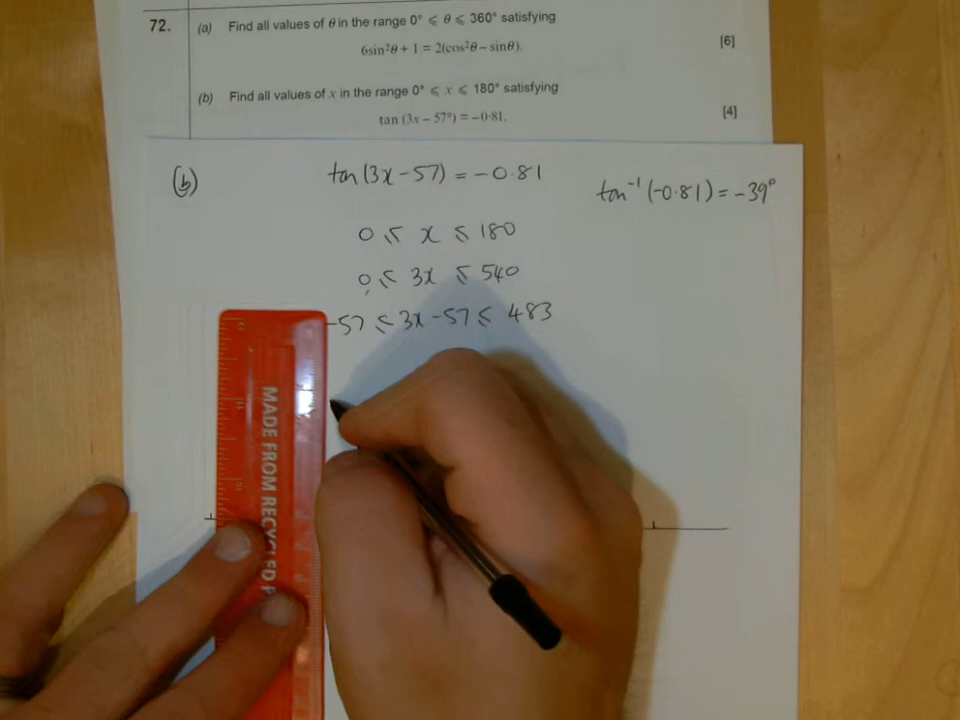 72. (a) Find all values of θ in the range 0° ⩽ θ ⩽ 360° satisfying
6sin²θ + 1 = 2(cos²θ – sinθ). [6]
(b) Find all values of x in the range 0° ⩽ x ⩽ 180° satisfying
tan (3x – 57°) = –0·81. [4]
(b) tan(3x – 57) = – 0.81
tan⁻¹ (–0.81) = – 39°
0 ⩽ x ⩽ 180
0 ⩽ 3x ⩽ 540
–57 ⩽ 3x – 57 ⩽ 483
MADE FROM RECYCLED